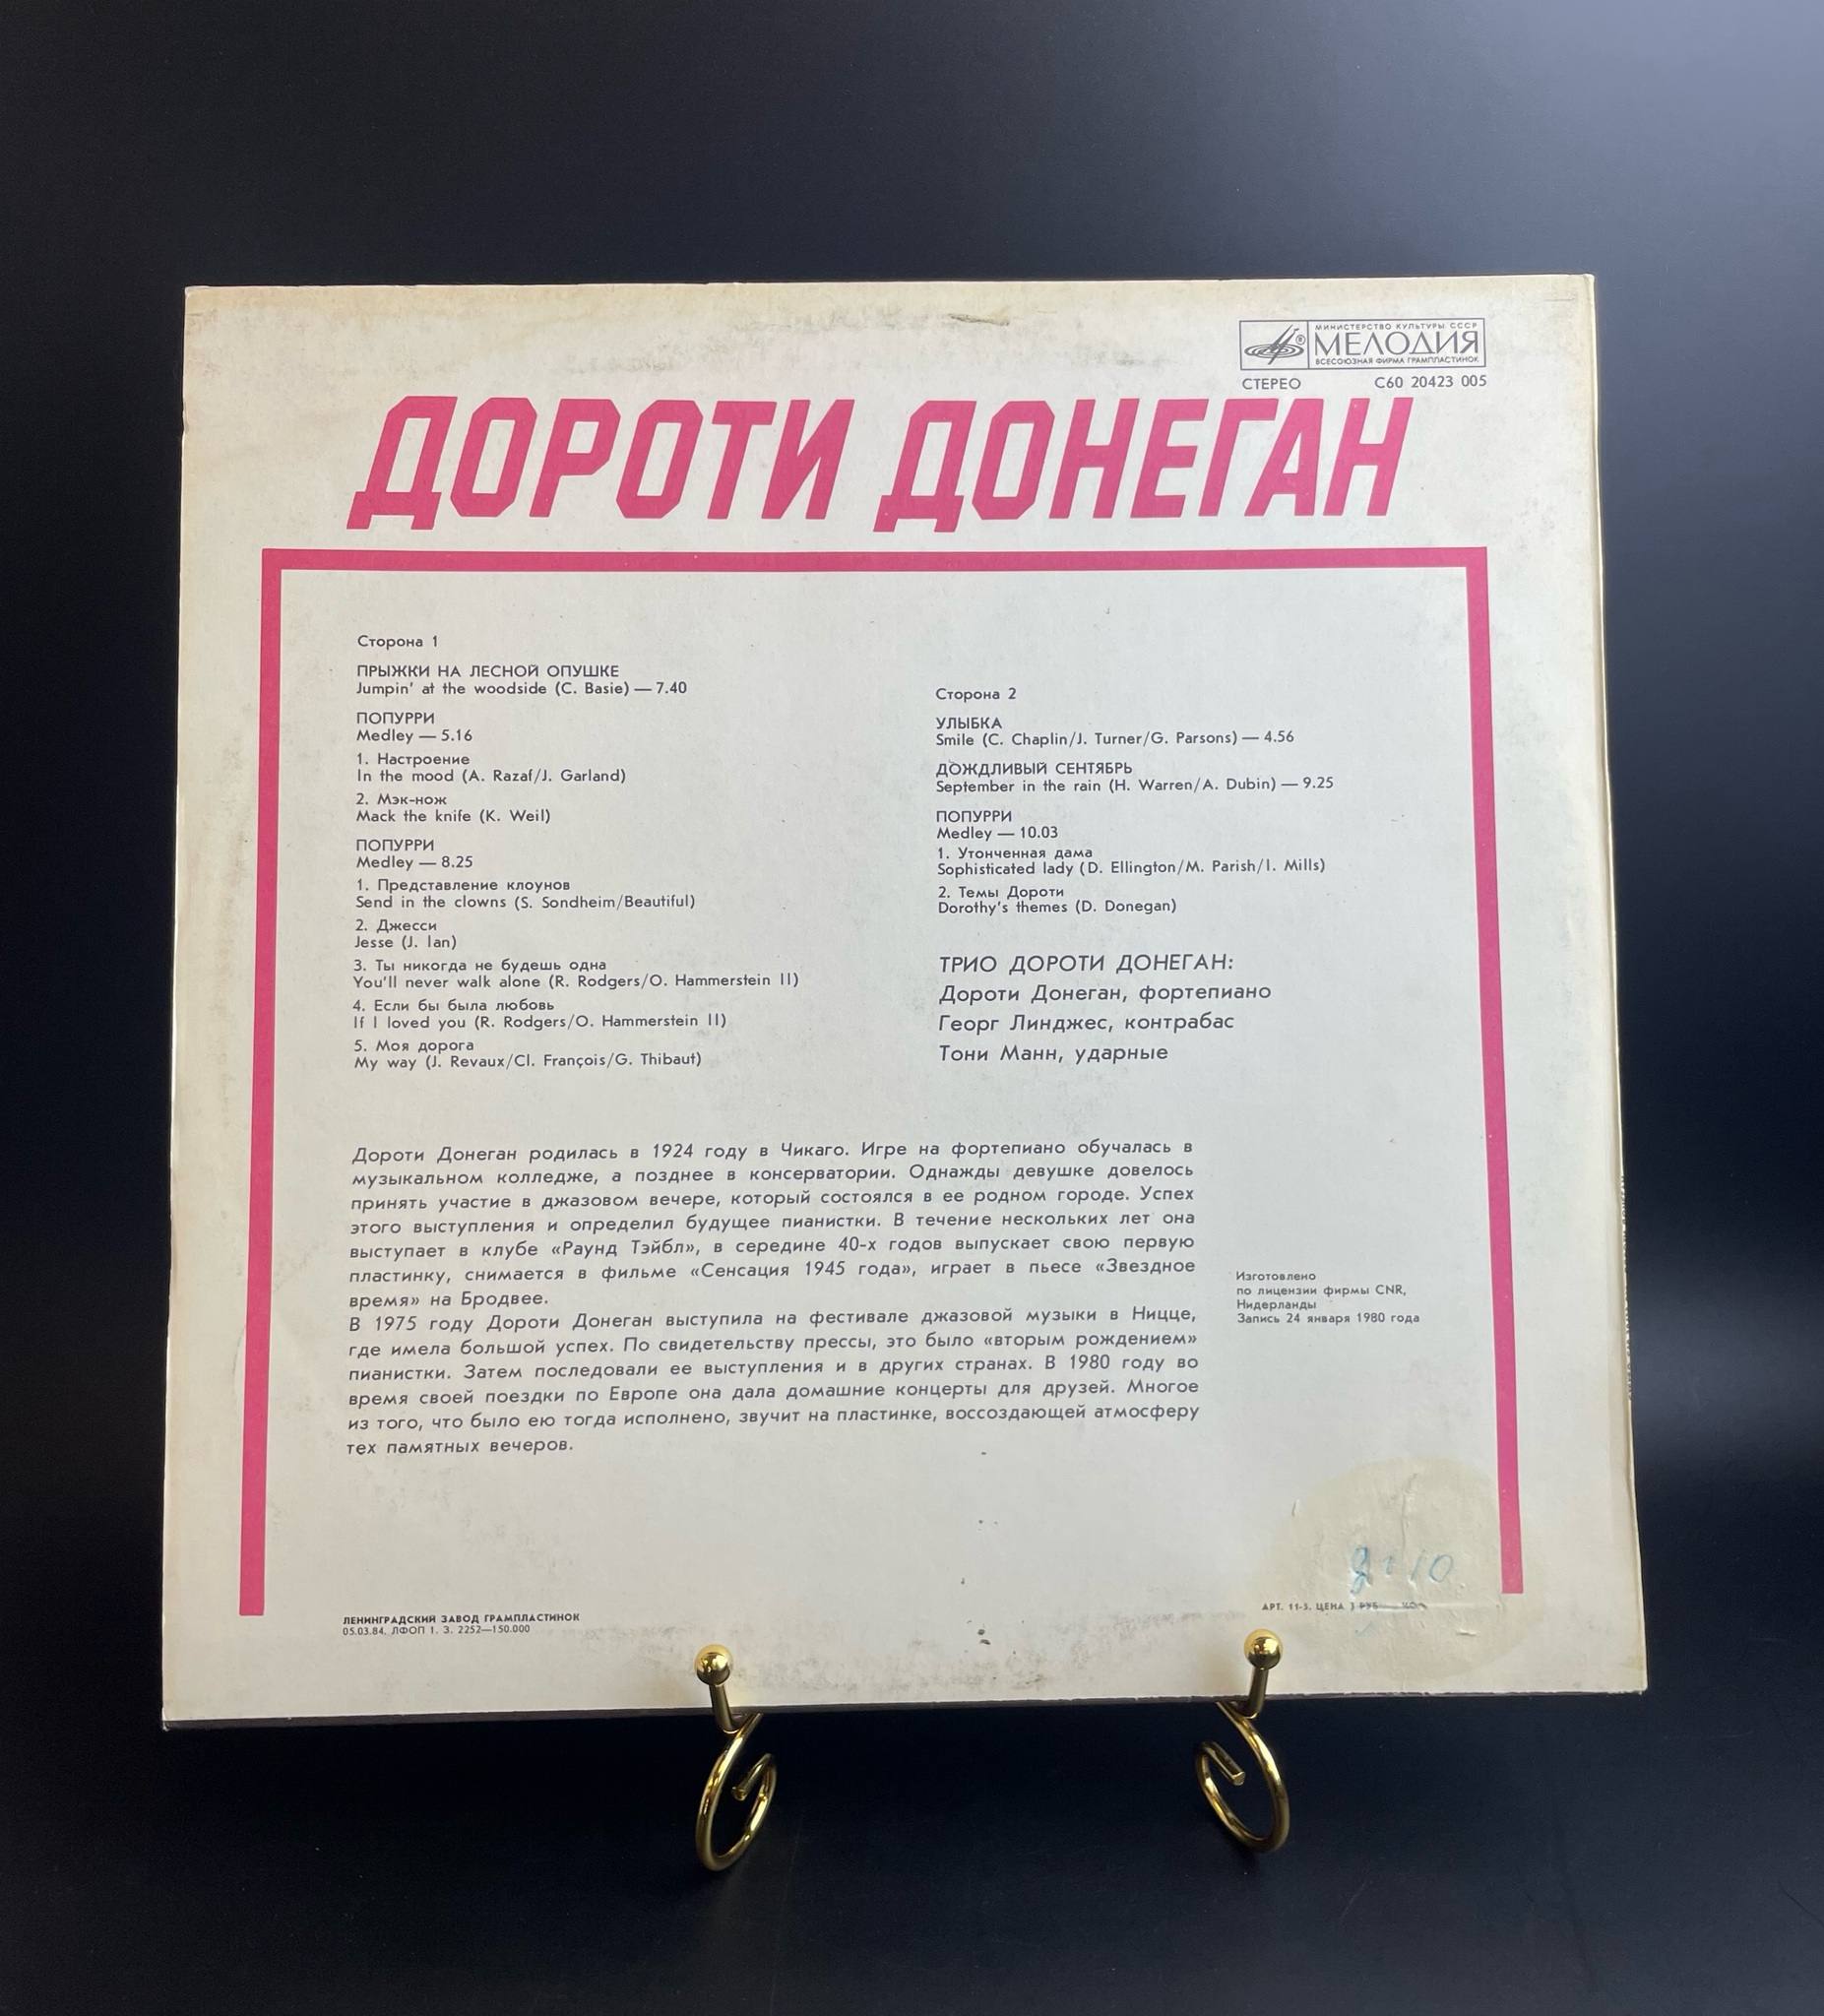 МИНИСТЕРСТВО КУЛЬТУРЫ СССР
МЕЛОДИЯ
ВСЕСОЮЗНАЯ ФИРМА ГРАМПЛАСТИНОК
СТЕРЕО С60 20423 005
ДОРОТИ ДОНЕГАН
Сторона 1
ПРЫЖКИ НА ЛЕСНОЙ ОПУШКЕ
Jumpin' at the woodside (C. Basie) — 7.40
ПОПУРРИ
Medley — 5.16
1. Настроение
In the mood (A. Razaf/J. Garland)
2. Мэк-нож
Mack the knife (K. Weil)
ПОПУРРИ
Medley — 8.25
1. Представление клоунов
Send in the clowns (S. Sondheim/Beautiful)
2. Джесси
Jesse (J. Ian)
3. Ты никогда не будешь одна
You'll never walk alone (R. Rodgers/O. Hammerstein II)
4. Если бы была любовь
If I loved you (R. Rodgers/O. Hammerstein II)
5. Моя дорога
My way (J. Revaux/Cl. François/G. Thibaut)
Сторона 2
УЛЫБКА
Smile (C. Chaplin/J. Turner/G. Parsons) — 4.56
ДОЖДЛИВЫЙ СЕНТЯБРЬ
September in the rain (H. Warren/A. Dubin) — 9.25
ПОПУРРИ
Medley — 10.03
1. Утонченная дама
Sophisticated lady (D. Ellington/M. Parish/I. Mills)
2. Темы Дороти
Dorothy's themes (D. Donegan)
ТРИО ДОРОТИ ДОНЕГАН:
Дороти Донеган, фортепиано
Георг Линджес, контрабас
Тони Манн, ударные
Дороти Донеган родилась в 1924 году в Чикаго. Игре на фортепиано обучалась в
музыкальном колледже, а позднее в консерватории. Однажды девушке довелось
принять участие в джазовом вечере, который состоялся в ее родном городе. Успех
этого выступления и определил будущее пианистки. В течение нескольких лет она
выступает в клубе «Раунд Тэйбл», в середине 40-х годов выпускает свою первую
пластинку, снимается в фильме «Сенсация 1945 года», играет в пьесе «Звездное
время» на Бродвее.
В 1975 году Дороти Донеган выступила на фестивале джазовой музыки в Ницце,
где имела большой успех. По свидетельству прессы, это было «вторым рождением»
пианистки. Затем последовали ее выступления и в других странах. В 1980 году во
время своей поездки по Европе она дала домашние концерты для друзей. Многое
из того, что было ею тогда исполнено, звучит на пластинке, воссоздающей атмосферу
тех памятных вечеров.
Изготовлено
по лицензии фирмы CNR,
Нидерланды
Запись 24 января 1980 года
ЛЕНИНГРАДСКИЙ ЗАВОД ГРАМПЛАСТИНОК
05.03.84. ЛФОП 1. З. 2252—150.000
АРТ. 11-5. ЦЕНА